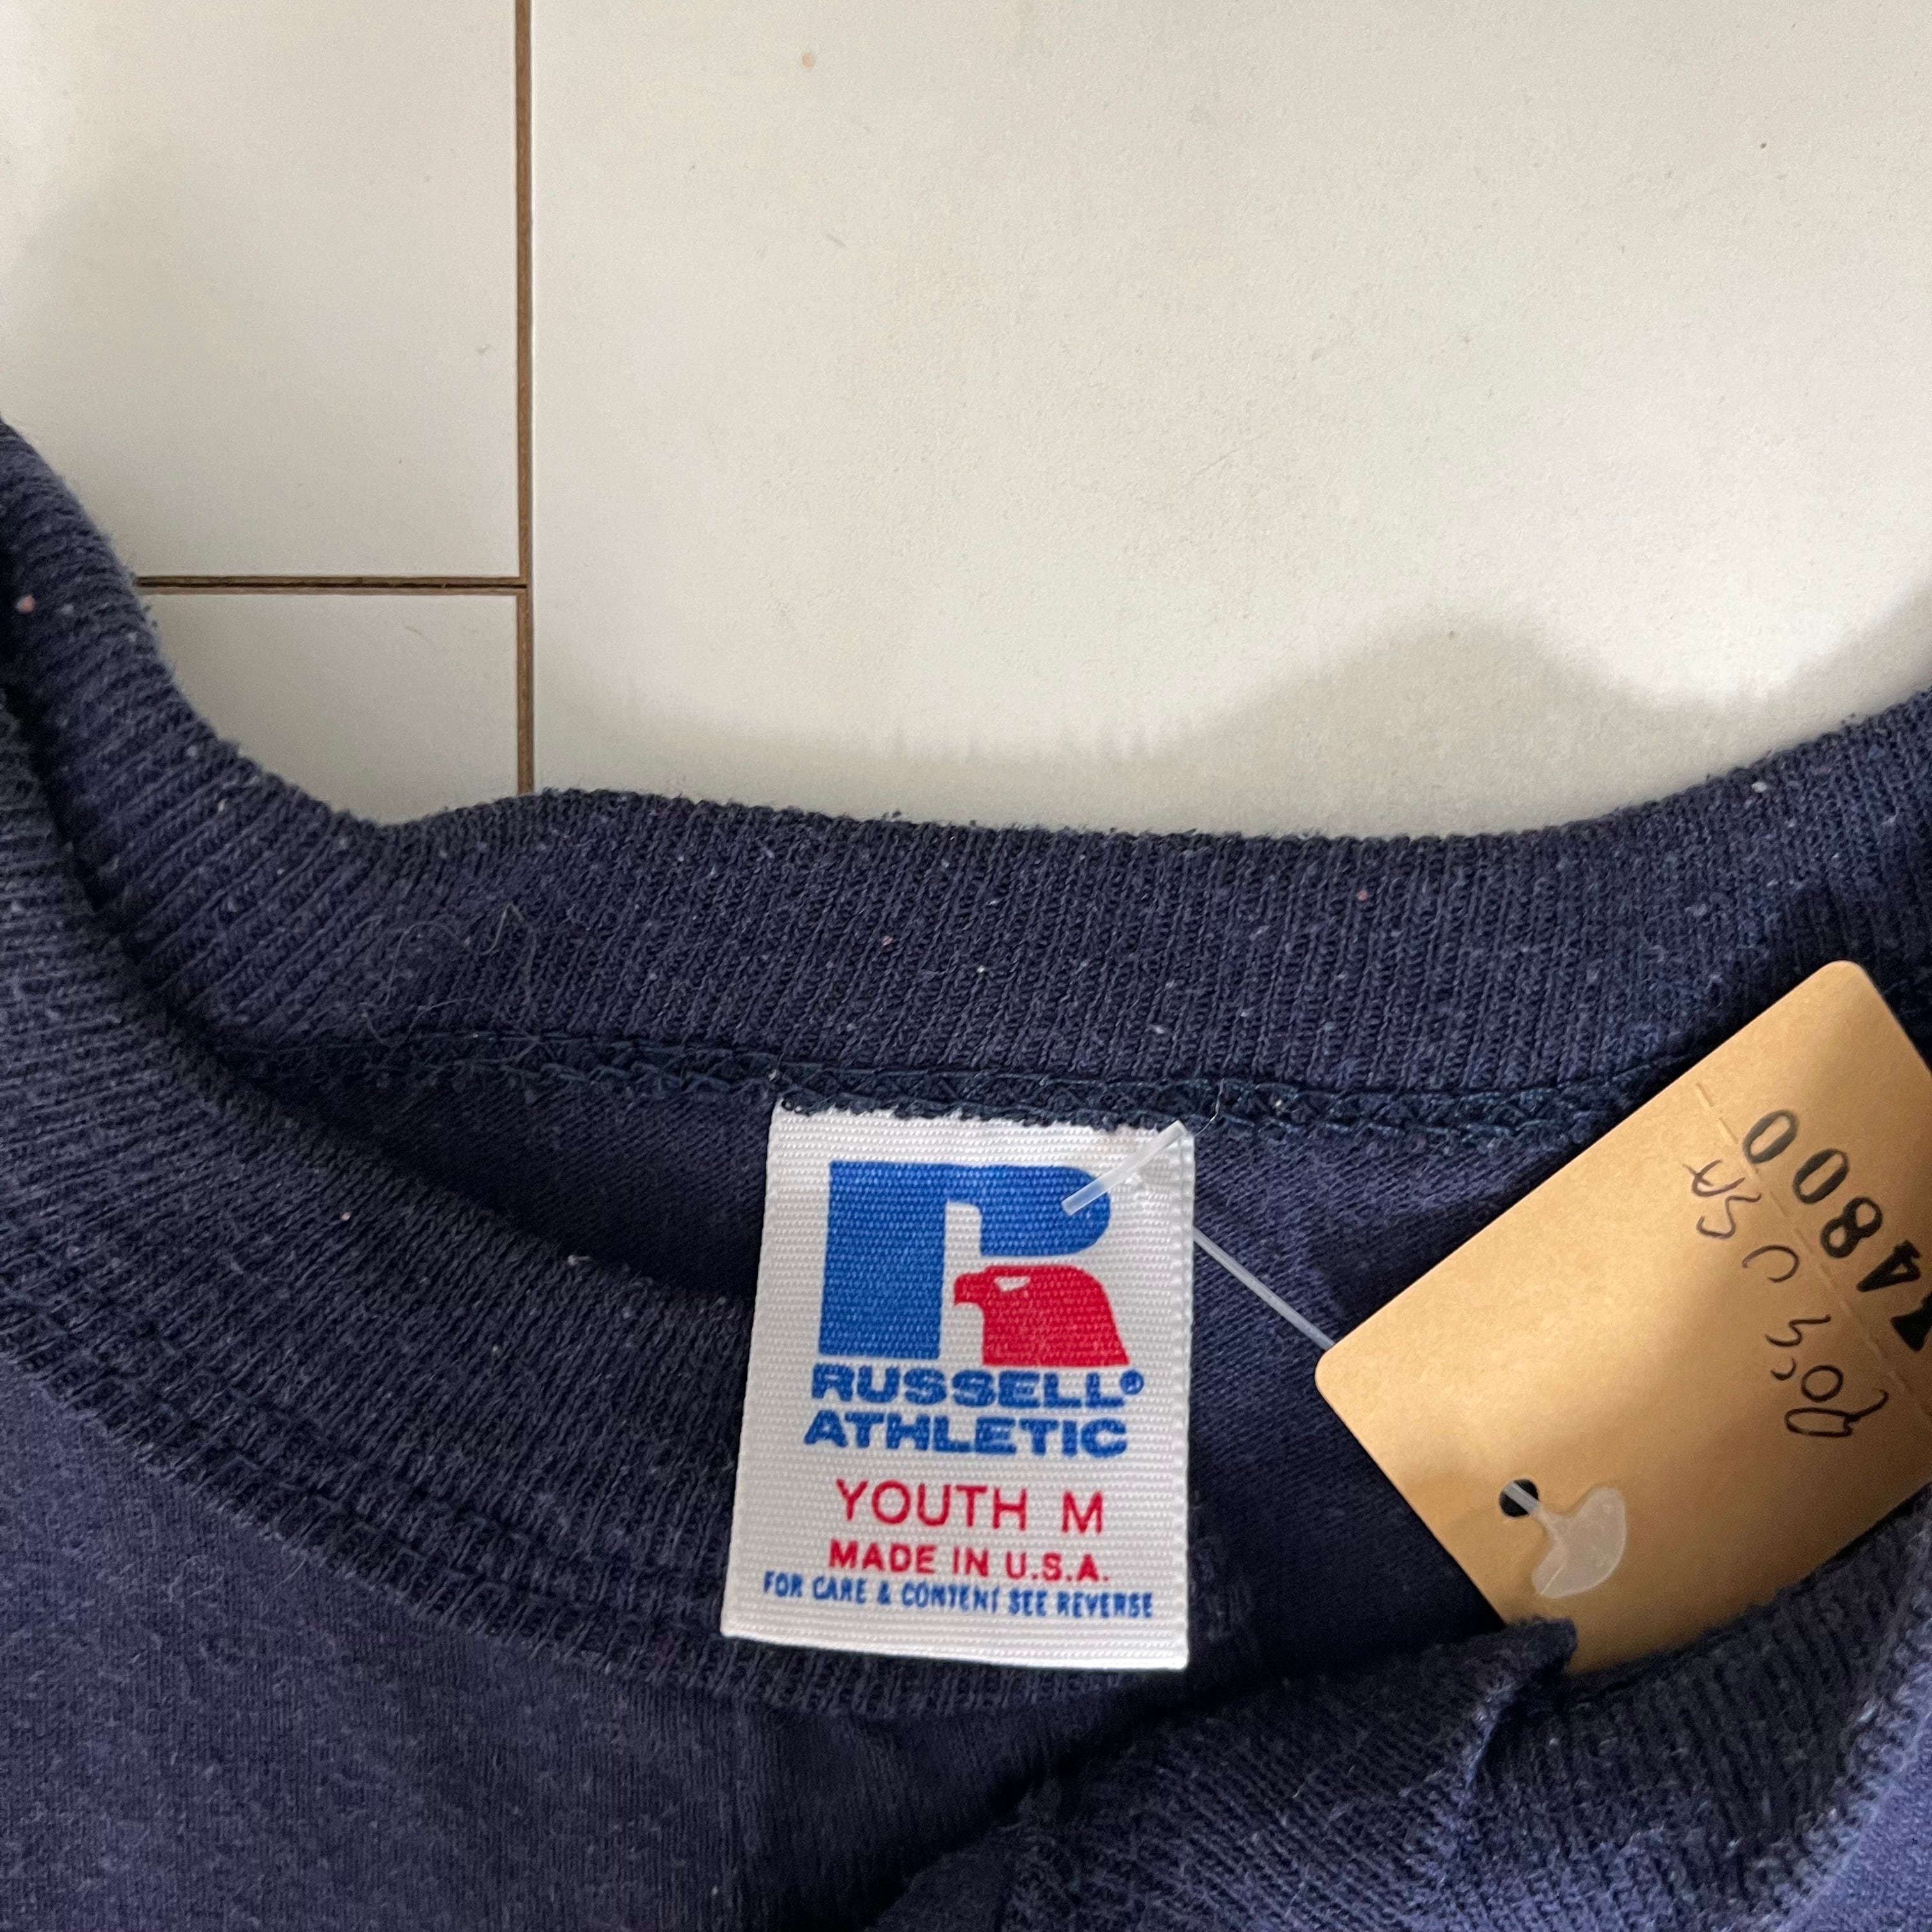 RUSSELL®
ATHLETIC
YOUTH M
MADE IN U.S.A.
FOR CARE & CONTENT SEE REVERSE
90's USA
4800